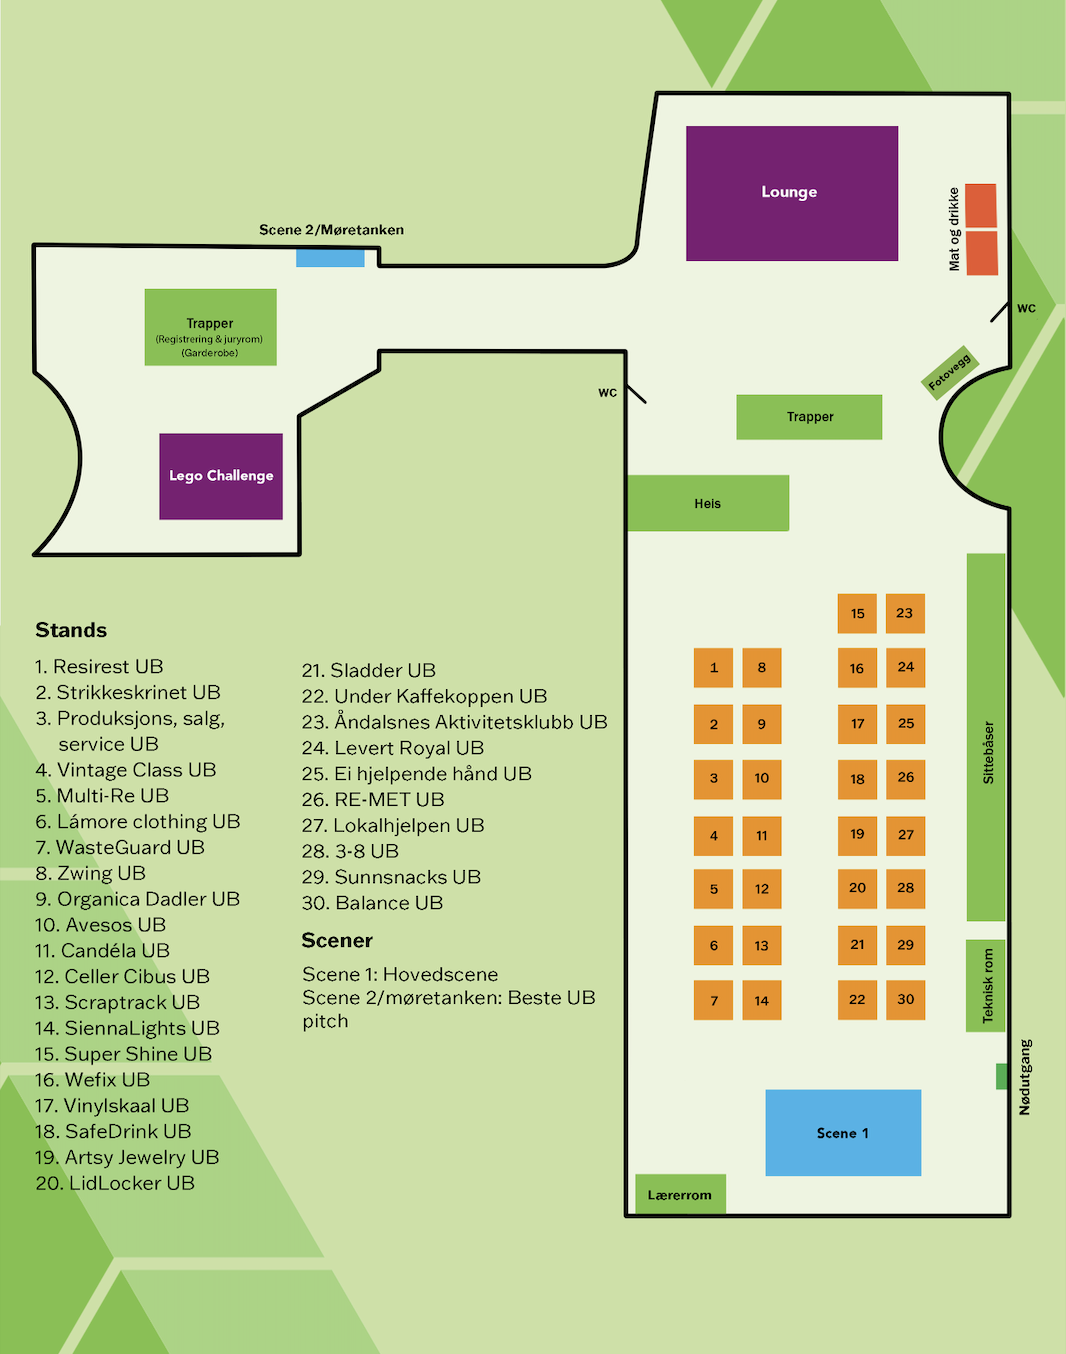 Lounge
Mat og drikke
Scene 2/Møretanken
WC
Trapper
(Registrering & juryrom)
(Garderobe)
Fotovegg
WC
Trapper
Lego Challenge
Heis
Stands
1. Resirest UB
2. Strikkeskrinet UB
3. Produksjons, salg,
service UB
4. Vintage Class UB
5. Multi-Re UB
6. Lámore clothing UB
7. WasteGuard UB
8. Zwing UB
9. Organica Dadler UB
10. Avesos UB
11. Candéla UB
12. Celler Cibus UB
13. Scraptrack UB
14. SiennaLights UB
15. Super Shine UB
16. Wefix UB
17. Vinylskaal UB
18. SafeDrink UB
19. Artsy Jewelry UB
20. LidLocker UB
21. Sladder UB
22. Under Kaffekoppen UB
23. Åndalsnes Aktivitetsklubb UB
24. Levert Royal UB
25. Ei hjelpende hånd UB
26. RE-MET UB
27. Lokalhjelpen UB
28. 3-8 UB
29. Sunnsnacks UB
30. Balance UB
Scener
Scene 1: Hovedscene
Scene 2/møretanken: Beste UB
pitch
15 23
1 8 16 24
2 9 17 25
3 10 18 26
4 11 19 27
5 12 20 28
6 13 21 29
7 14 22 30
Sittebåser
Teknisk rom
Nødutgang
Scene 1
Lærerrom